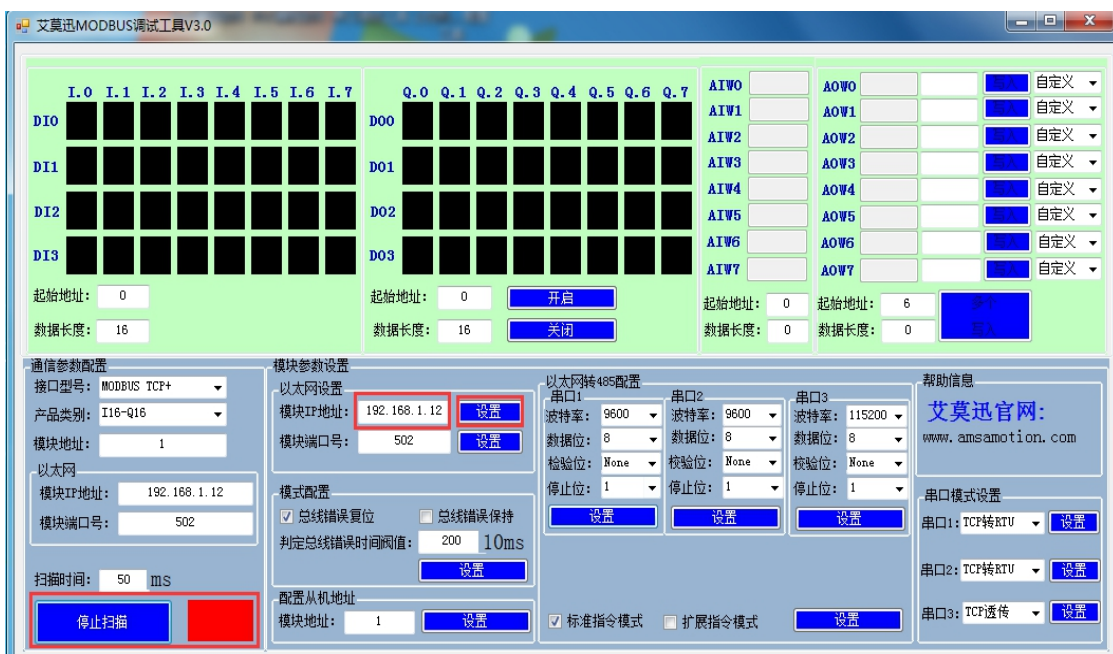 艾莫迅MODBUS调试工具V3.0
I.0 I.1 I.2 I.3 I.4 I.5 I.6 I.7
DI0
DI1
DI2
DI3
起始地址： 0
数据长度： 16
Q.0 Q.1 Q.2 Q.3 Q.4 Q.5 Q.6 Q.7
DO0
DO1
DO2
DO3
起始地址： 0 开启
数据长度： 16 关闭
AIW0
AIW1
AIW2
AIW3
AIW4
AIW5
AIW6
AIW7
起始地址： 0
数据长度： 0
AOW0 写入 自定义
AOW1 写入 自定义
AOW2 写入 自定义
AOW3 写入 自定义
AOW4 写入 自定义
AOW5 写入 自定义
AOW6 写入 自定义
AOW7 写入 自定义
起始地址： 6
数据长度： 0
多个
写入
通信参数配置
接口型号： MODBUS TCP+
产品类别： I16-Q16
模块地址： 1
以太网
模块IP地址： 192.168.1.12
模块端口号： 502
扫描时间： 50 ms
停止扫描
模块参数设置
以太网设置
模块IP地址： 192.168.1.12 设置
模块端口号： 502 设置
模式配置
总线错误复位 总线错误保持
判定总线错误时间阀值： 200 10ms
设置
配置从机地址
模块地址： 1 设置
以太网转485配置
串口1
波特率： 9600
数据位： 8
检验位： None
停止位： 1
设置
串口2
波特率： 9600
数据位： 8
校验位： None
停止位： 1
设置
串口3
波特率： 115200
数据位： 8
校验位： None
停止位： 1
设置
标准指令模式 扩展指令模式 设置
帮助信息
艾莫迅官网:
www.amsamotion.com
串口模式设置
串口1: TCP转RTU 设置
串口2: TCP转RTU 设置
串口3: TCP透传 设置